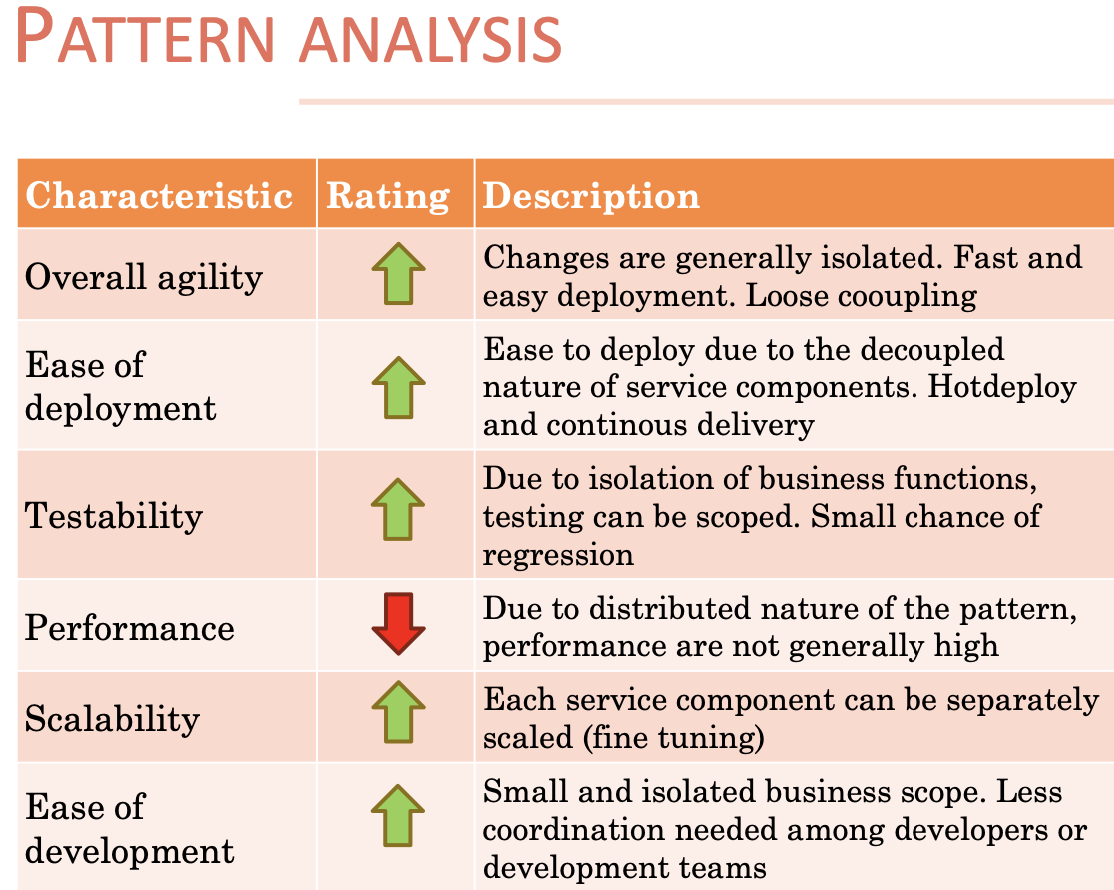 PATTERN ANALYSIS
Characteristic Rating Description
Overall agility
Changes are generally isolated. Fast and
easy deployment. Loose cooupling
Ease of
deployment
Ease to deploy due to the decoupled
nature of service components. Hotdeploy
and continous delivery
Testability
Due to isolation of business functions,
testing can be scoped. Small chance of
regression
Performance
Due to distributed nature of the pattern,
performance are not generally high
Scalability
Each service component can be separately
scaled (fine tuning)
Ease of
development
Small and isolated business scope. Less
coordination needed among developers or
development teams